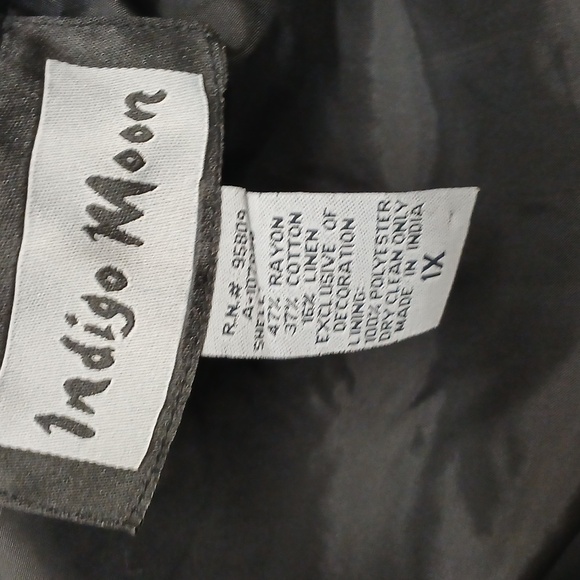 Indigo Moon
R.N.# 95809
SHELL
47% RAYON
37% COTTON
16% LINEN
EXCLUSIVE OF
DECORATION
LINING:
100% POLYESTER
DRY CLEAN ONLY
MADE IN INDIA
1X